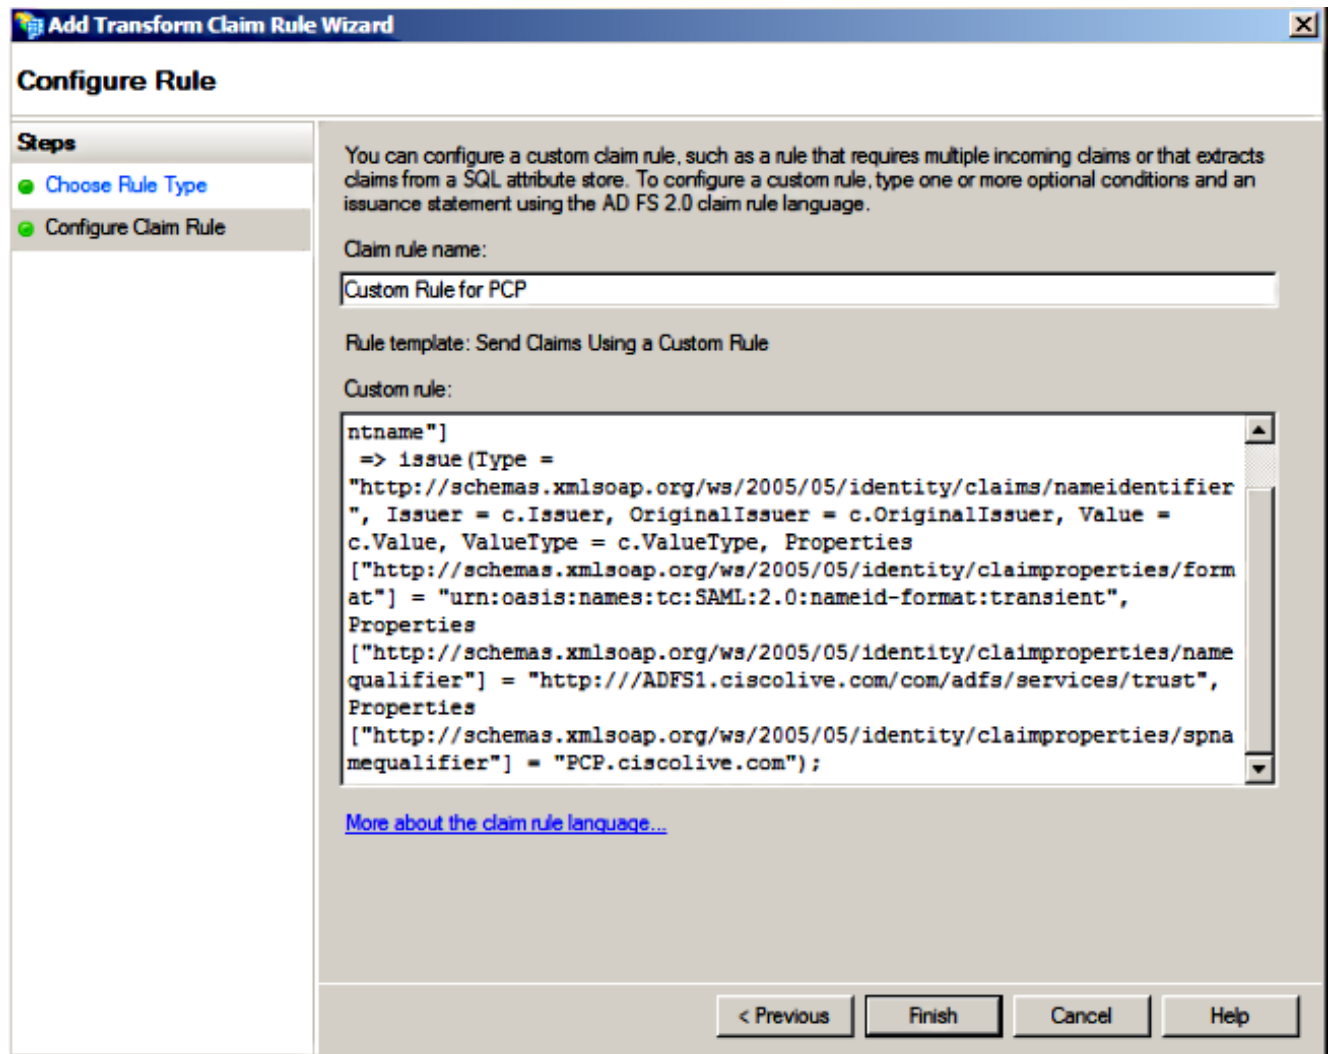 Add Transform Claim Rule Wizard
Configure Rule
Steps
Choose Rule Type
Configure Claim Rule
You can configure a custom claim rule, such as a rule that requires multiple incoming claims or that extracts
claims from a SQL attribute store. To configure a custom rule, type one or more optional conditions and an
issuance statement using the AD FS 2.0 claim rule language.
Claim rule name:
Custom Rule for PCP
Rule template: Send Claims Using a Custom Rule
Custom rule:
ntname"]
=> issue(Type =
"http://schemas.xmlsoap.org/ws/2005/05/identity/claims/nameidentifier
", Issuer = c.Issuer, OriginalIssuer = c.OriginalIssuer, Value =
c.Value, ValueType = c.ValueType, Properties
["http://schemas.xmlsoap.org/ws/2005/05/identity/claimproperties/form
at"] = "urn:oasis:names:tc:SAML:2.0:nameid-format:transient",
Properties
["http://schemas.xmlsoap.org/ws/2005/05/identity/claimproperties/name
qualifier"] = "http:///ADFS1.ciscolive.com/com/adfs/services/trust",
Properties
["http://schemas.xmlsoap.org/ws/2005/05/identity/claimproperties/spna
mequalifier"] = "PCP.ciscolive.com");
More about the claim rule language...
< Previous
Finish
Cancel
Help